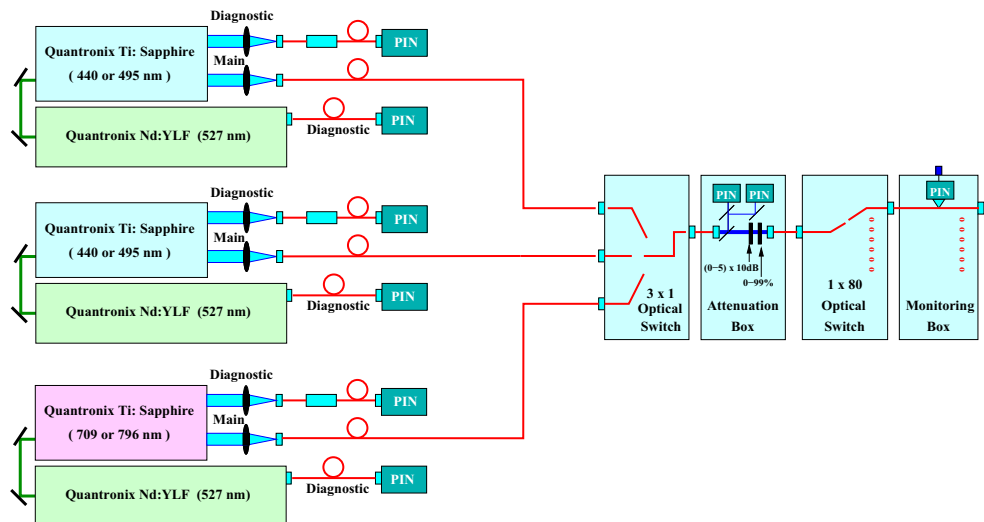 Diagnostic
Quantronix Ti: Sapphire
( 440 or 495 nm )
PIN
Main
Quantronix Nd:YLF (527 nm)
Diagnostic
PIN
Diagnostic
Quantronix Ti: Sapphire
( 440 or 495 nm )
PIN
Main
Quantronix Nd:YLF (527 nm)
Diagnostic
PIN
Diagnostic
Quantronix Ti: Sapphire
( 709 or 796 nm )
PIN
Main
Quantronix Nd:YLF (527 nm)
Diagnostic
PIN
3 x 1
Optical
Switch
PIN PIN
(0−5) x 10dB
0−99%
Attenuation
Box
1 x 80
Optical
Switch
PIN
Monitoring
Box